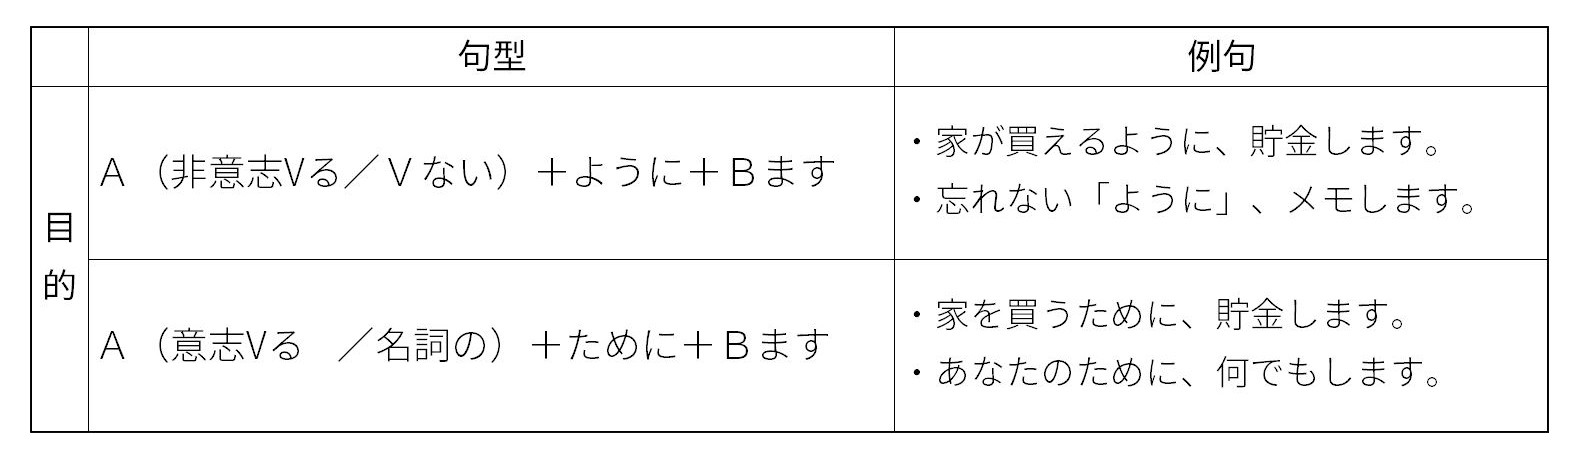 句型
例句
目
的
A （非意志Vる／Ｖない）＋ように＋Ｂます
・家が買えるように、貯金します。
・忘れない「ように」、メモします。
A （意志Vる　／名詞の）＋ために＋Ｂます
・家を買うために、貯金します。
・あなたのために、何でもします。